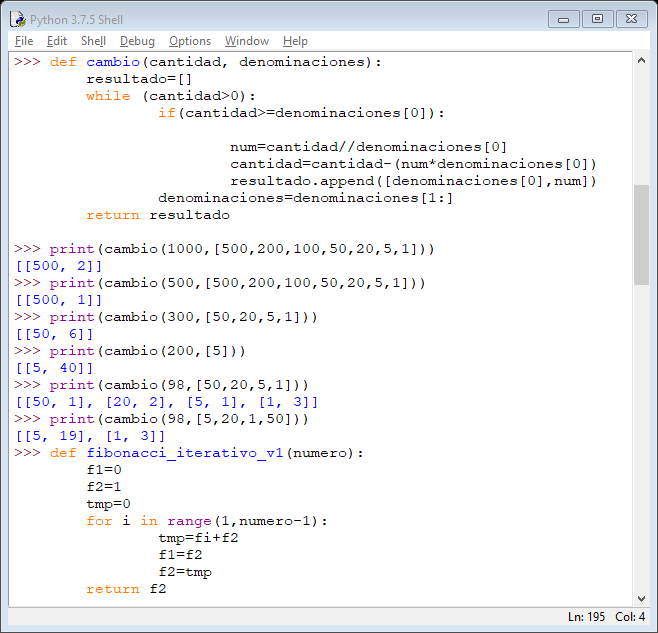 Python 3.7.5 Shell
File Edit Shell Debug Options Window Help
>>> def cambio(cantidad, denominaciones):
        resultado=[]
        while (cantidad>0):
                if(cantidad>=denominaciones[0]):

                        num=cantidad//denominaciones[0]
                        cantidad=cantidad-(num*denominaciones[0])
                        resultado.append([denominaciones[0],num])
                denominaciones=denominaciones[1:]
        return resultado

>>> print(cambio(1000,[500,200,100,50,20,5,1]))
[[500, 2]]
>>> print(cambio(500,[500,200,100,50,20,5,1]))
[[500, 1]]
>>> print(cambio(300,[50,20,5,1]))
[[50, 6]]
>>> print(cambio(200,[5]))
[[5, 40]]
>>> print(cambio(98,[50,20,5,1]))
[[50, 1], [20, 2], [5, 1], [1, 3]]
>>> print(cambio(98,[5,20,1,50]))
[[5, 19], [1, 3]]
>>> def fibonacci_iterativo_v1(numero):
        f1=0
        f2=1
        tmp=0
        for i in range(1,numero-1):
                tmp=fi+f2
                f1=f2
                f2=tmp
        return f2
Ln: 195 Col: 4